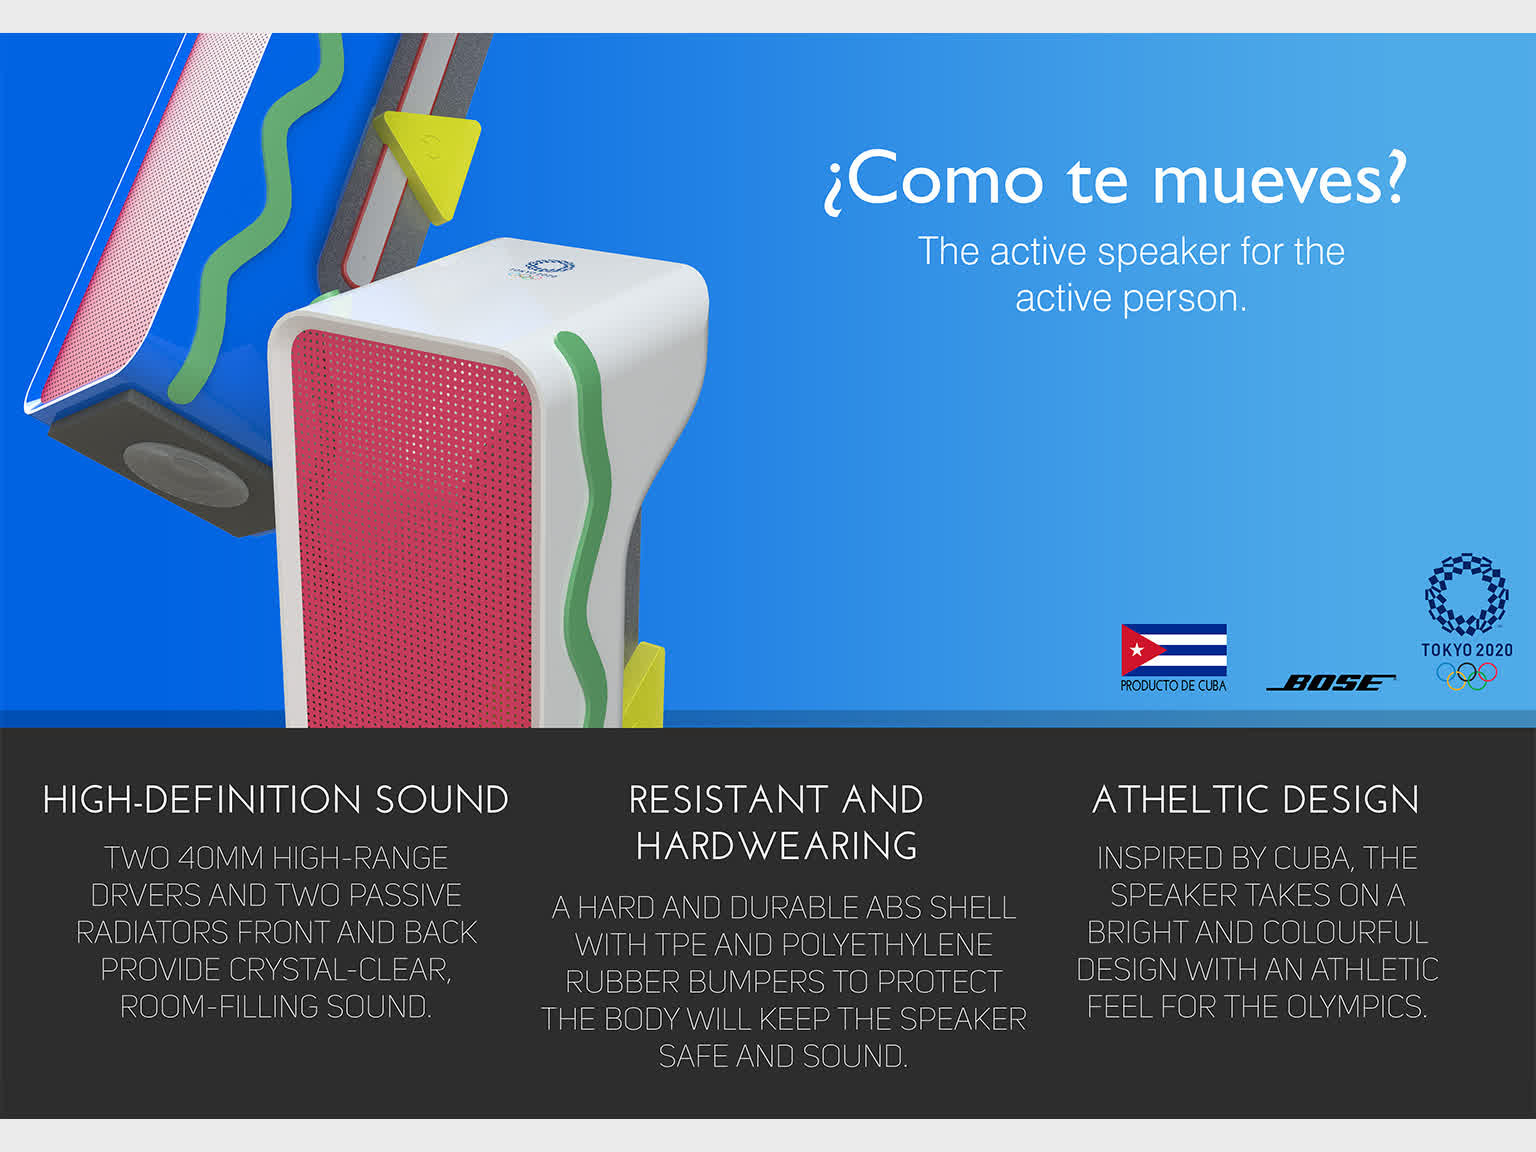 ¿Como te mueves?
The active speaker for the
active person.
TOKYO 2020
TOKYO 2020
PRODUCTO DE CUBA
BOSE
HIGH-DEFINITION SOUND
TWO 40MM HIGH-RANGE
DRVERS AND TWO PASSIVE
RADIATORS FRONT AND BACK
PROVIDE CRYSTAL-CLEAR,
ROOM-FILLING SOUND.
RESISTANT AND
HARDWEARING
A HARD AND DURABLE ABS SHELL
WITH TPE AND POLYETHYLENE
RUBBER BUMPERS TO PROTECT
THE BODY WILL KEEP THE SPEAKER
SAFE AND SOUND.
ATHELTIC DESIGN
INSPIRED BY CUBA, THE
SPEAKER TAKES ON A
BRIGHT AND COLOURFUL
DESIGN WITH AN ATHLETIC
FEEL FOR THE OLYMPICS.